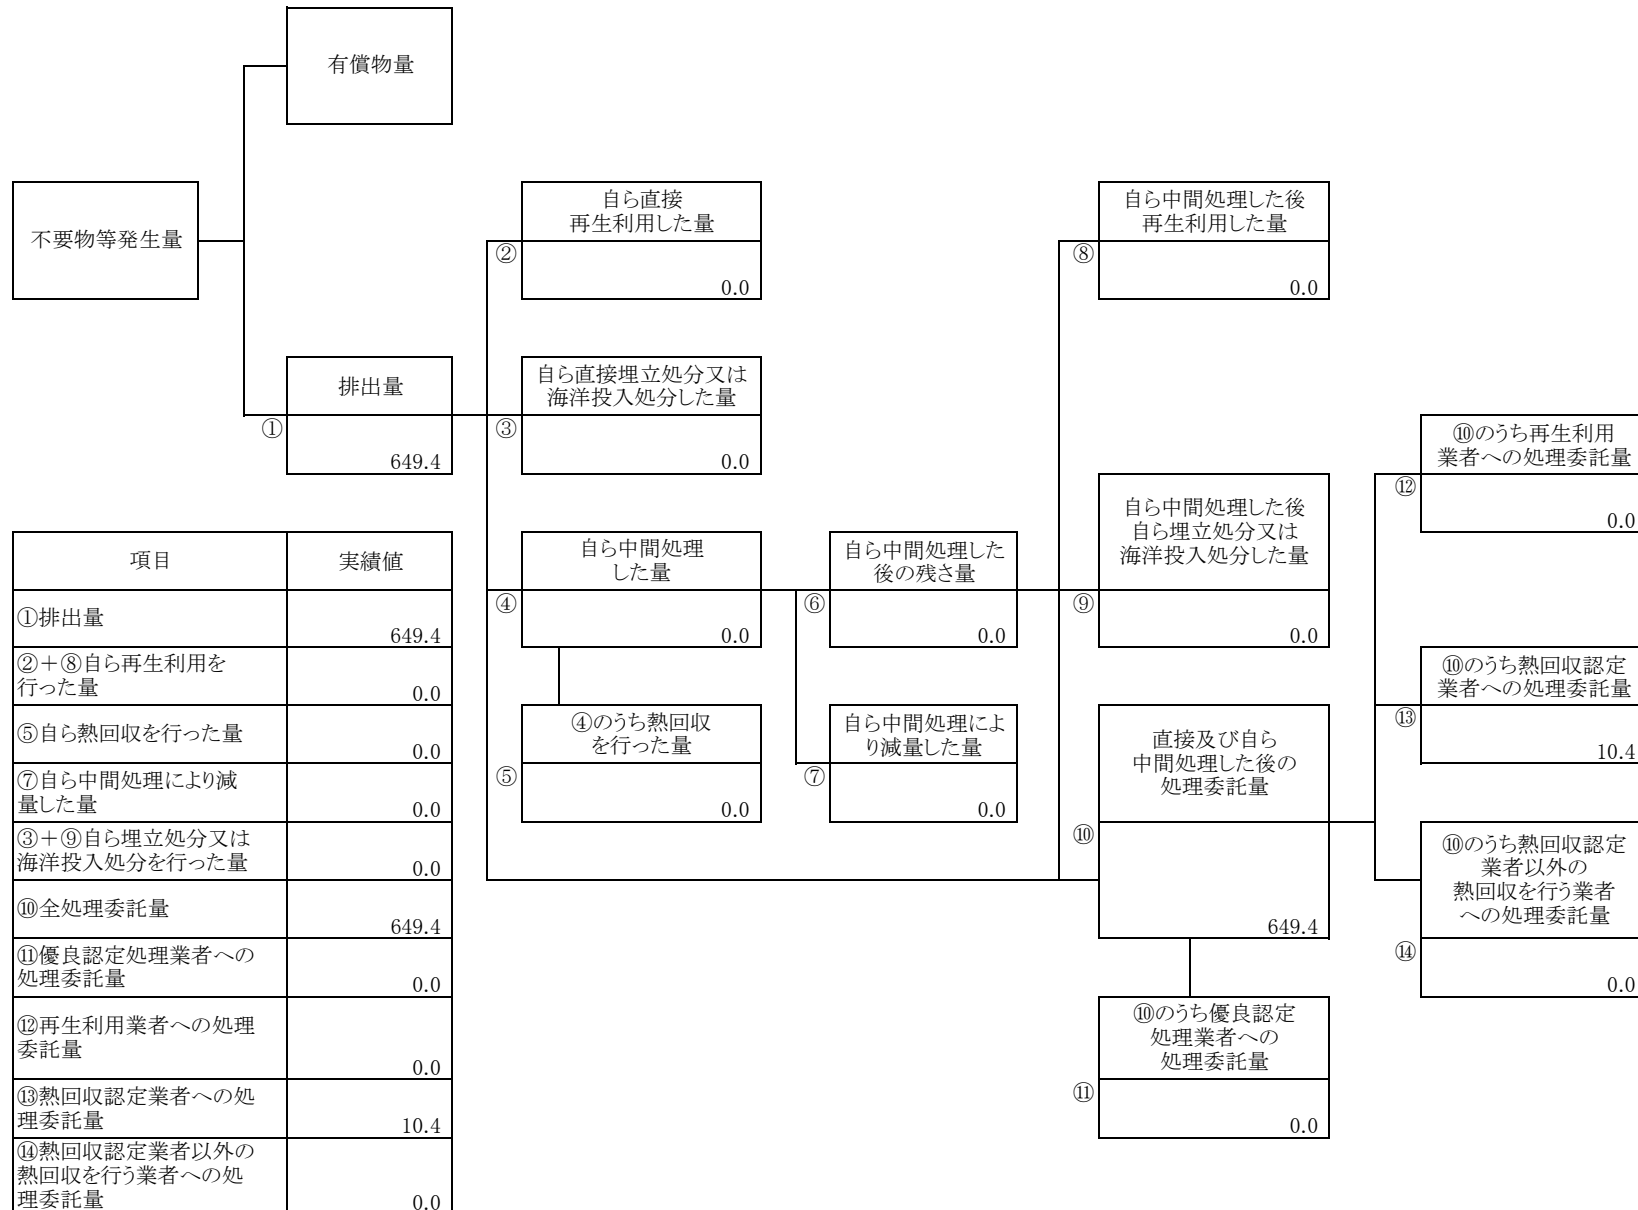 有償物量
不要物等発生量
自ら直接
再生利用した量
②
0.0
自ら中間処理した後
再生利用した量
⑧
0.0
排出量
①
649.4
自ら直接埋立処分又は
海洋投入処分した量
③
0.0
⑩のうち再生利用
業者への処理委託量
⑫
0.0
自ら中間処理
した量
④
0.0
自ら中間処理した
後の残さ量
⑥
0.0
自ら中間処理した後
自ら埋立処分又は
海洋投入処分した量
⑨
0.0
⑩のうち熱回収認定
業者への処理委託量
⑬
10.4
④のうち熱回収
を行った量
⑤
0.0
自ら中間処理によ
り減量した量
⑦
0.0
直接及び自ら
中間処理した後の
処理委託量
⑩
649.4
⑩のうち熱回収認定
業者以外の
熱回収を行う業者
への処理委託量
⑭
0.0
⑩のうち優良認定
処理業者への
処理委託量
⑪
0.0
項目 実績値
①排出量
649.4
②＋⑧自ら再生利用を
行った量
0.0
⑤自ら熱回収を行った量
0.0
⑦自ら中間処理により減
量した量
0.0
③＋⑨自ら埋立処分又は
海洋投入処分を行った量
0.0
⑩全処理委託量
649.4
⑪優良認定処理業者への
処理委託量
0.0
⑫再生利用業者への処理
委託量
0.0
⑬熱回収認定業者への処
理委託量
10.4
⑭熱回収認定業者以外の
熱回収を行う業者への処
理委託量
0.0